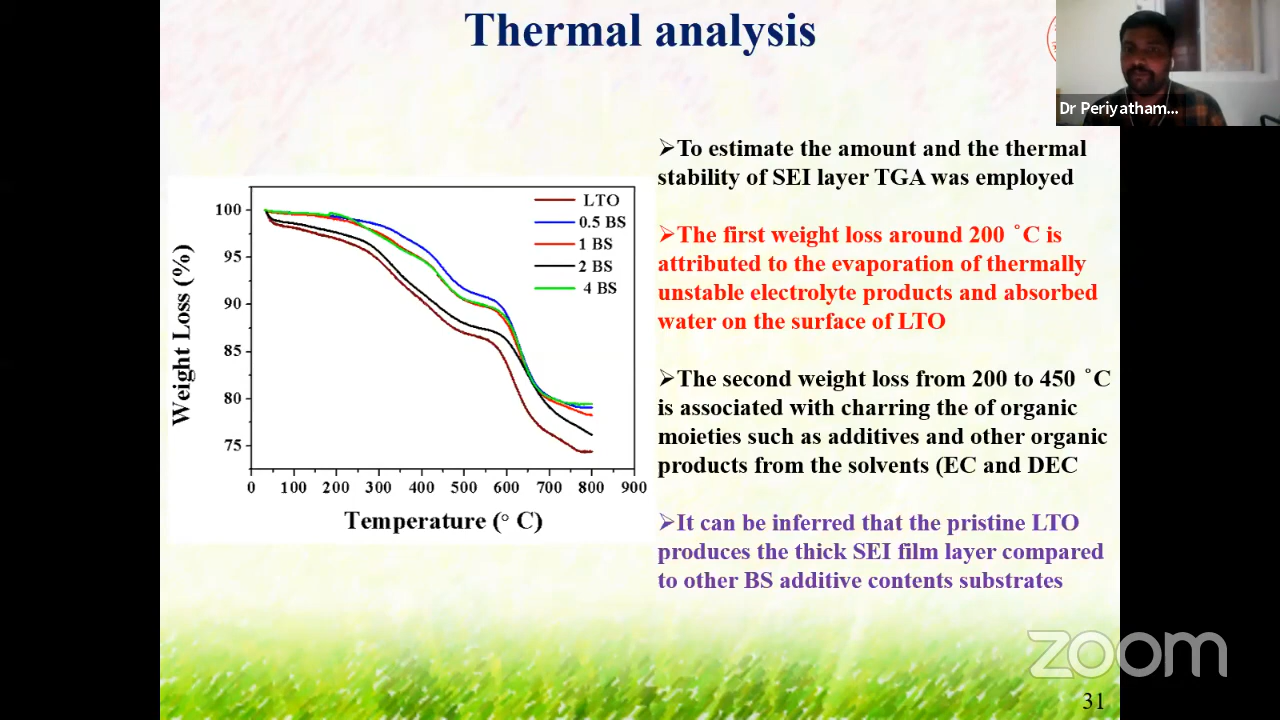 Thermal analysis
Dr Periyatham...
➢To estimate the amount and the thermal
stability of SEI layer TGA was employed
➢The first weight loss around 200 ˚C is
attributed to the evaporation of thermally
unstable electrolyte products and absorbed
water on the surface of LTO
➢The second weight loss from 200 to 450 ˚C
is associated with charring the of organic
moieties such as additives and other organic
products from the solvents (EC and DEC
➢It can be inferred that the pristine LTO
produces the thick SEI film layer compared
to other BS additive contents substrates
Weight Loss (%)
100
95
90
85
80
75
LTO
0.5 BS
1 BS
2 BS
4 BS
0 100 200 300 400 500 600 700 800 900
Temperature (° C)
zoom
31